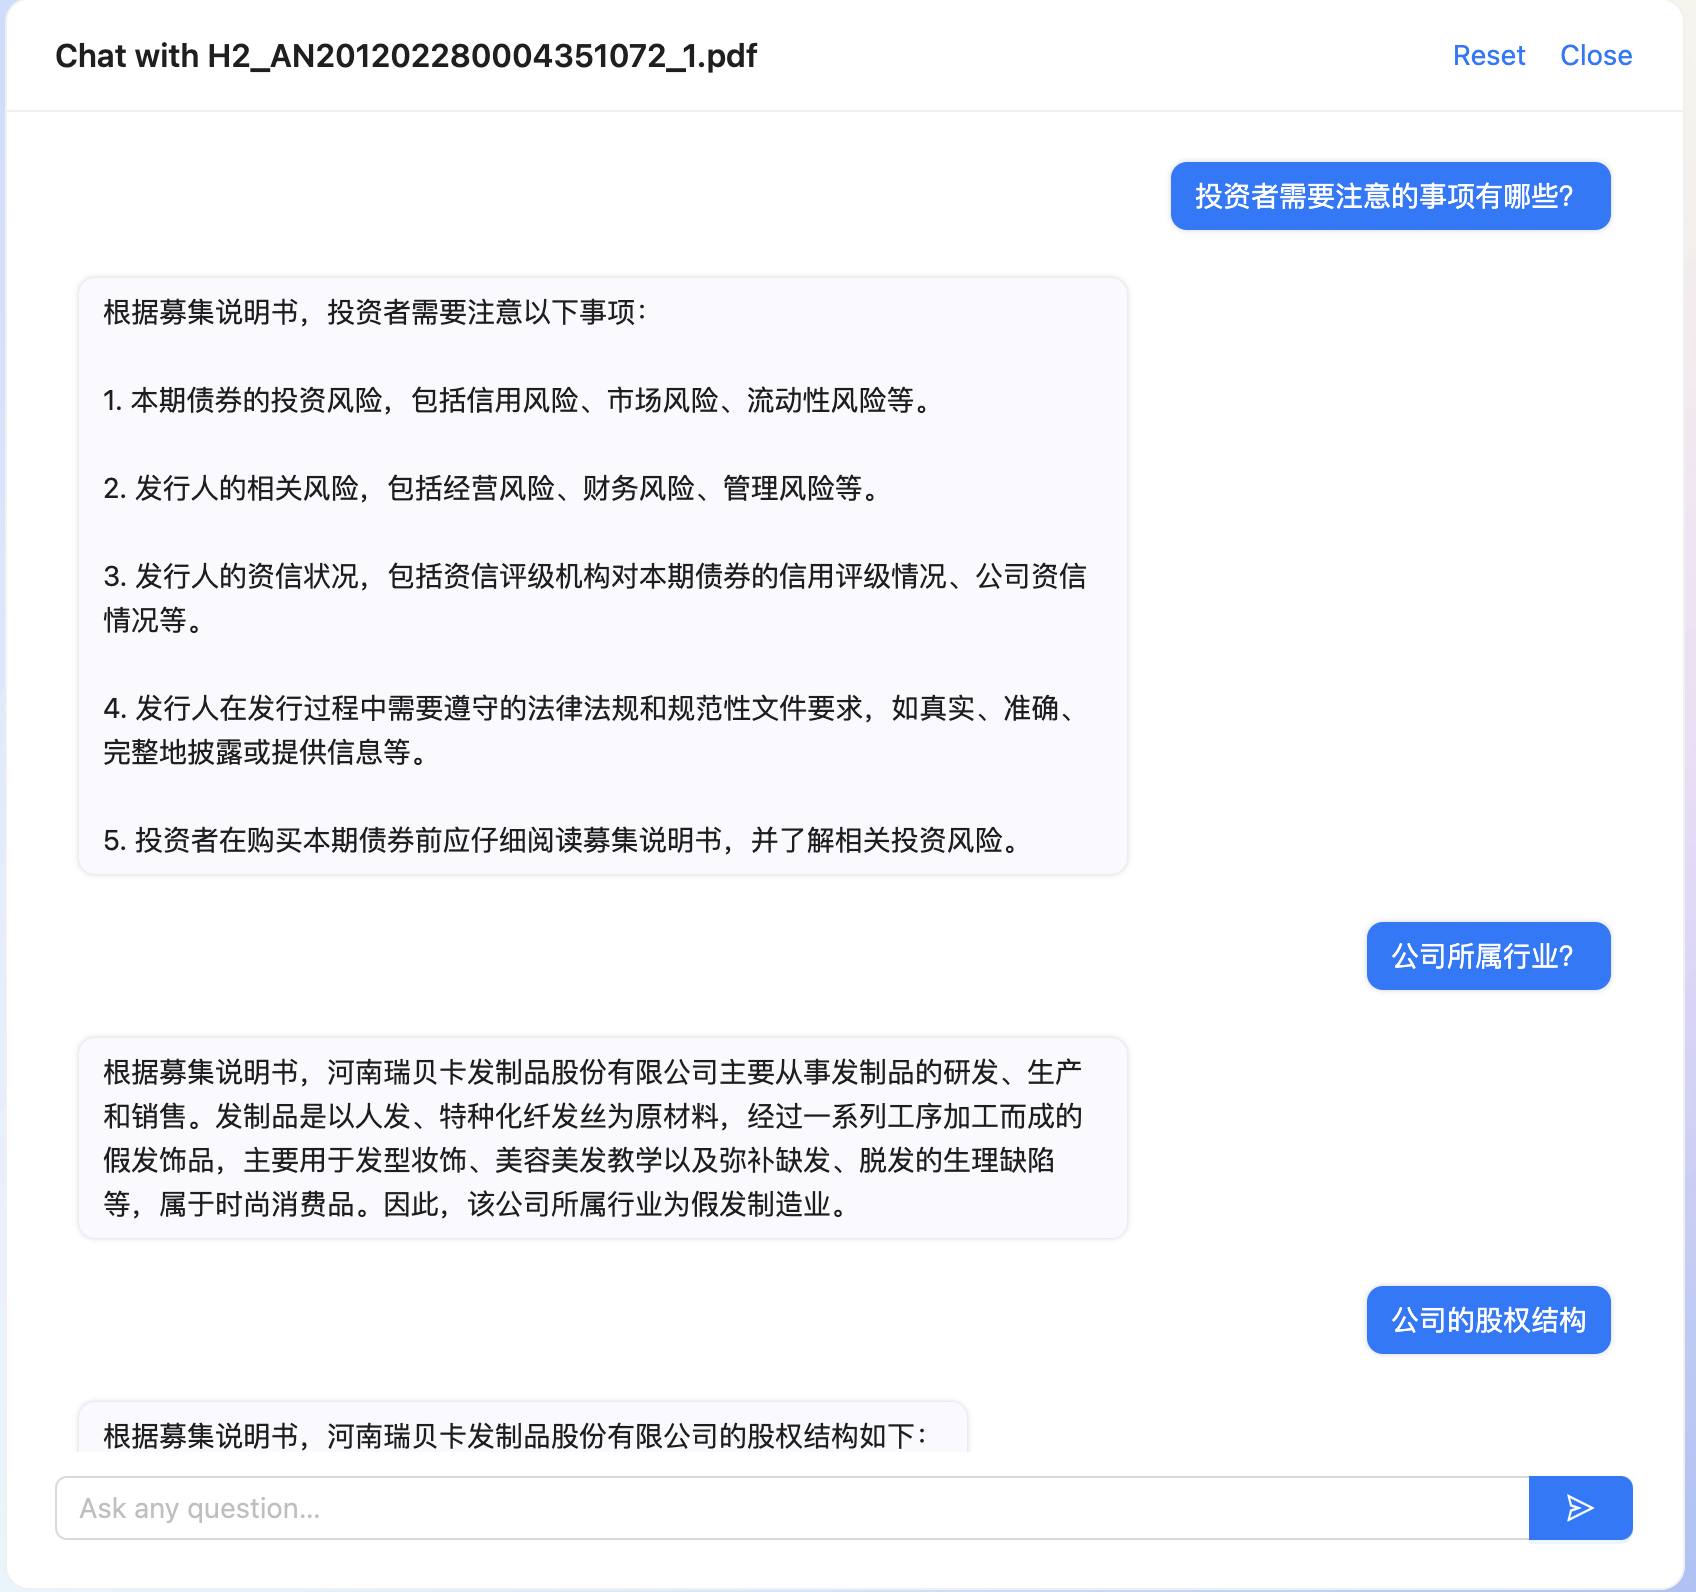 Chat with H2_AN201202280004351072_1.pdf
Reset Close
投资者需要注意的事项有哪些？
根据募集说明书，投资者需要注意以下事项：
1. 本期债券的投资风险，包括信用风险、市场风险、流动性风险等。
2. 发行人的相关风险，包括经营风险、财务风险、管理风险等。
3. 发行人的资信状况，包括资信评级机构对本期债券的信用评级情况、公司资信
情况等。
4. 发行人在发行过程中需要遵守的法律法规和规范性文件要求，如真实、准确、
完整地披露或提供信息等。
5. 投资者在购买本期债券前应仔细阅读募集说明书，并了解相关投资风险。
公司所属行业？
根据募集说明书，河南瑞贝卡发制品股份有限公司主要从事发制品的研发、生产
和销售。发制品是以人发、特种化纤发丝为原材料，经过一系列工序加工而成的
假发饰品，主要用于发型妆饰、美容美发教学以及弥补缺发、脱发的生理缺陷
等，属于时尚消费品。因此，该公司所属行业为假发制造业。
公司的股权结构
根据募集说明书，河南瑞贝卡发制品股份有限公司的股权结构如下：
Ask any question...